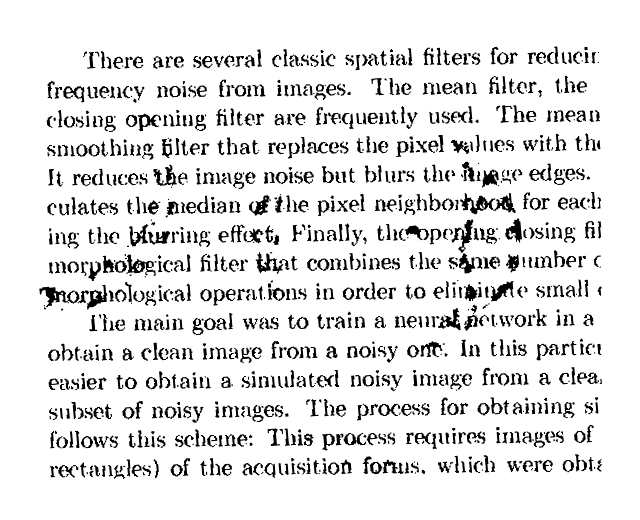 There are several classic spatial filters for reducin
frequency noise from images. The mean filter, the
closing opening filter are frequently used. The mean
smoothing filter that replaces the pixel values with the
It reduces the image noise but blurs the image edges.
culates the median of the pixel neighborhood for each
ing the blurring effect. Finally, the opening closing fil
morphological filter that combines the same number o
morphological operations in order to eliminate small
The main goal was to train a neural network in a
obtain a clean image from a noisy one. In this particu
easier to obtain a simulated noisy image from a clea
subset of noisy images. The process for obtaining si
follows this scheme: This process requires images of
rectangles) of the acquisition forms, which were obta